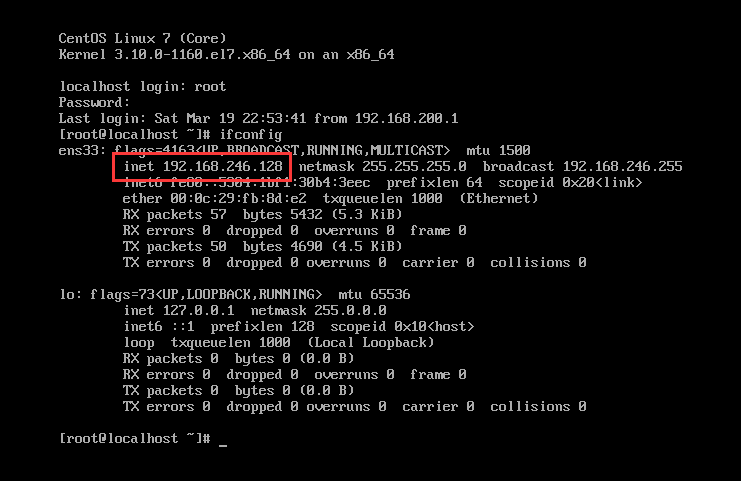 CentOS Linux 7 (Core)
Kernel 3.10.0-1160.el7.x86_64 on an x86_64
localhost login: root
Password:
Last login: Sat Mar 19 22:53:41 from 192.168.200.1
[root@localhost ~]# ifconfig
ens33: flags=4163<UP,BROADCAST,RUNNING,MULTICAST>  mtu 1500
inet 192.168.246.128  netmask 255.255.255.0  broadcast 192.168.246.255
inet6 fe80::5904:1bf1:30b4:3eec  prefixlen 64  scopeid 0x20<link>
ether 00:0c:29:fb:8d:e2  txqueuelen 1000  (Ethernet)
RX packets 57  bytes 5432 (5.3 KiB)
RX errors 0  dropped 0  overruns 0  frame 0
TX packets 50  bytes 4690 (4.5 KiB)
TX errors 0  dropped 0 overruns 0  carrier 0  collisions 0
lo: flags=73<UP,LOOPBACK,RUNNING>  mtu 65536
inet 127.0.0.1  netmask 255.0.0.0
inet6 ::1  prefixlen 128  scopeid 0x10<host>
loop  txqueuelen 1000  (Local Loopback)
RX packets 0  bytes 0 (0.0 B)
RX errors 0  dropped 0  overruns 0  frame 0
TX packets 0  bytes 0 (0.0 B)
TX errors 0  dropped 0 overruns 0  carrier 0  collisions 0
[root@localhost ~]# _